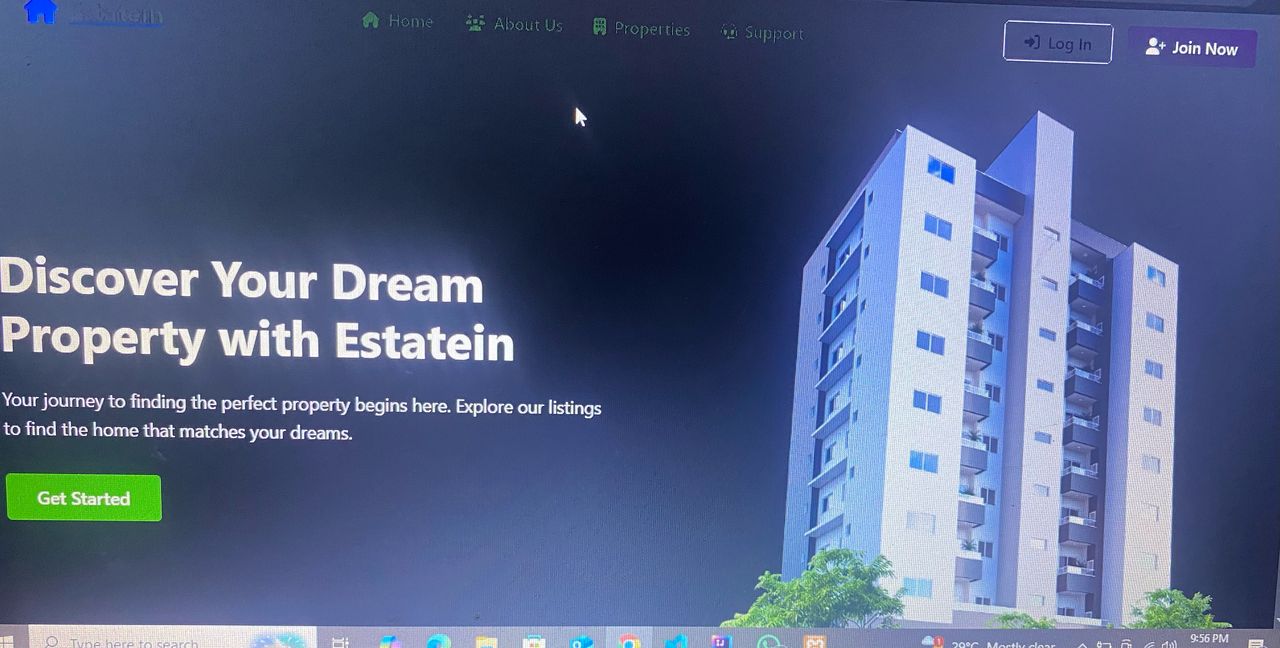 Estatein
Home About Us Properties Support
Log In
Join Now
Discover Your Dream
Property with Estatein
Your journey to finding the perfect property begins here. Explore our listings
to find the home that matches your dreams.
Get Started
Type here to search
29°C Mostly clear
9:56 PM